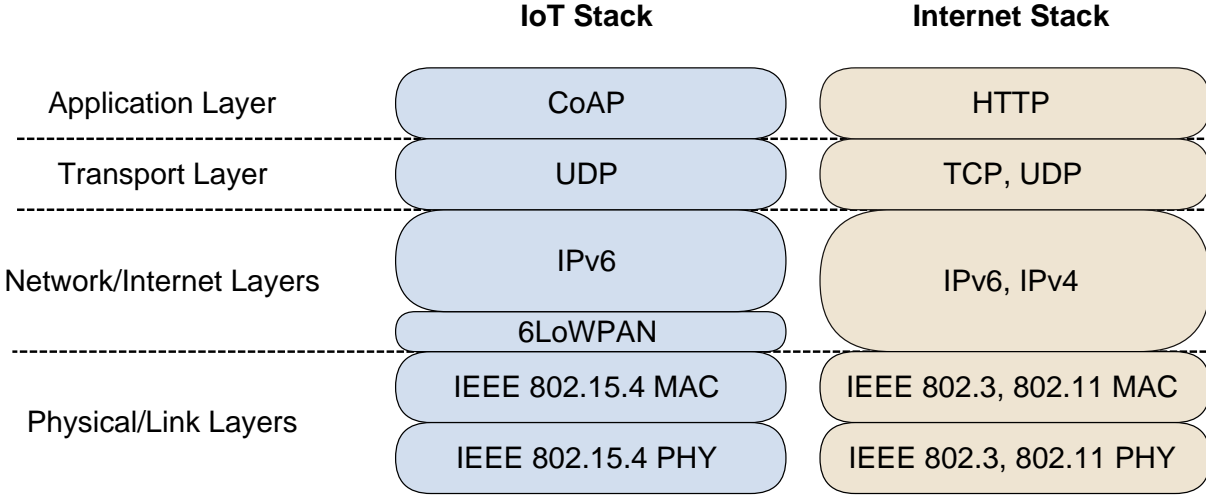 IoT Stack Internet Stack
Application Layer CoAP HTTP
Transport Layer UDP TCP, UDP
IPv6
Network/Internet Layers IPv6, IPv4
6LoWPAN
IEEE 802.15.4 MAC IEEE 802.3, 802.11 MAC
Physical/Link Layers
IEEE 802.15.4 PHY IEEE 802.3, 802.11 PHY